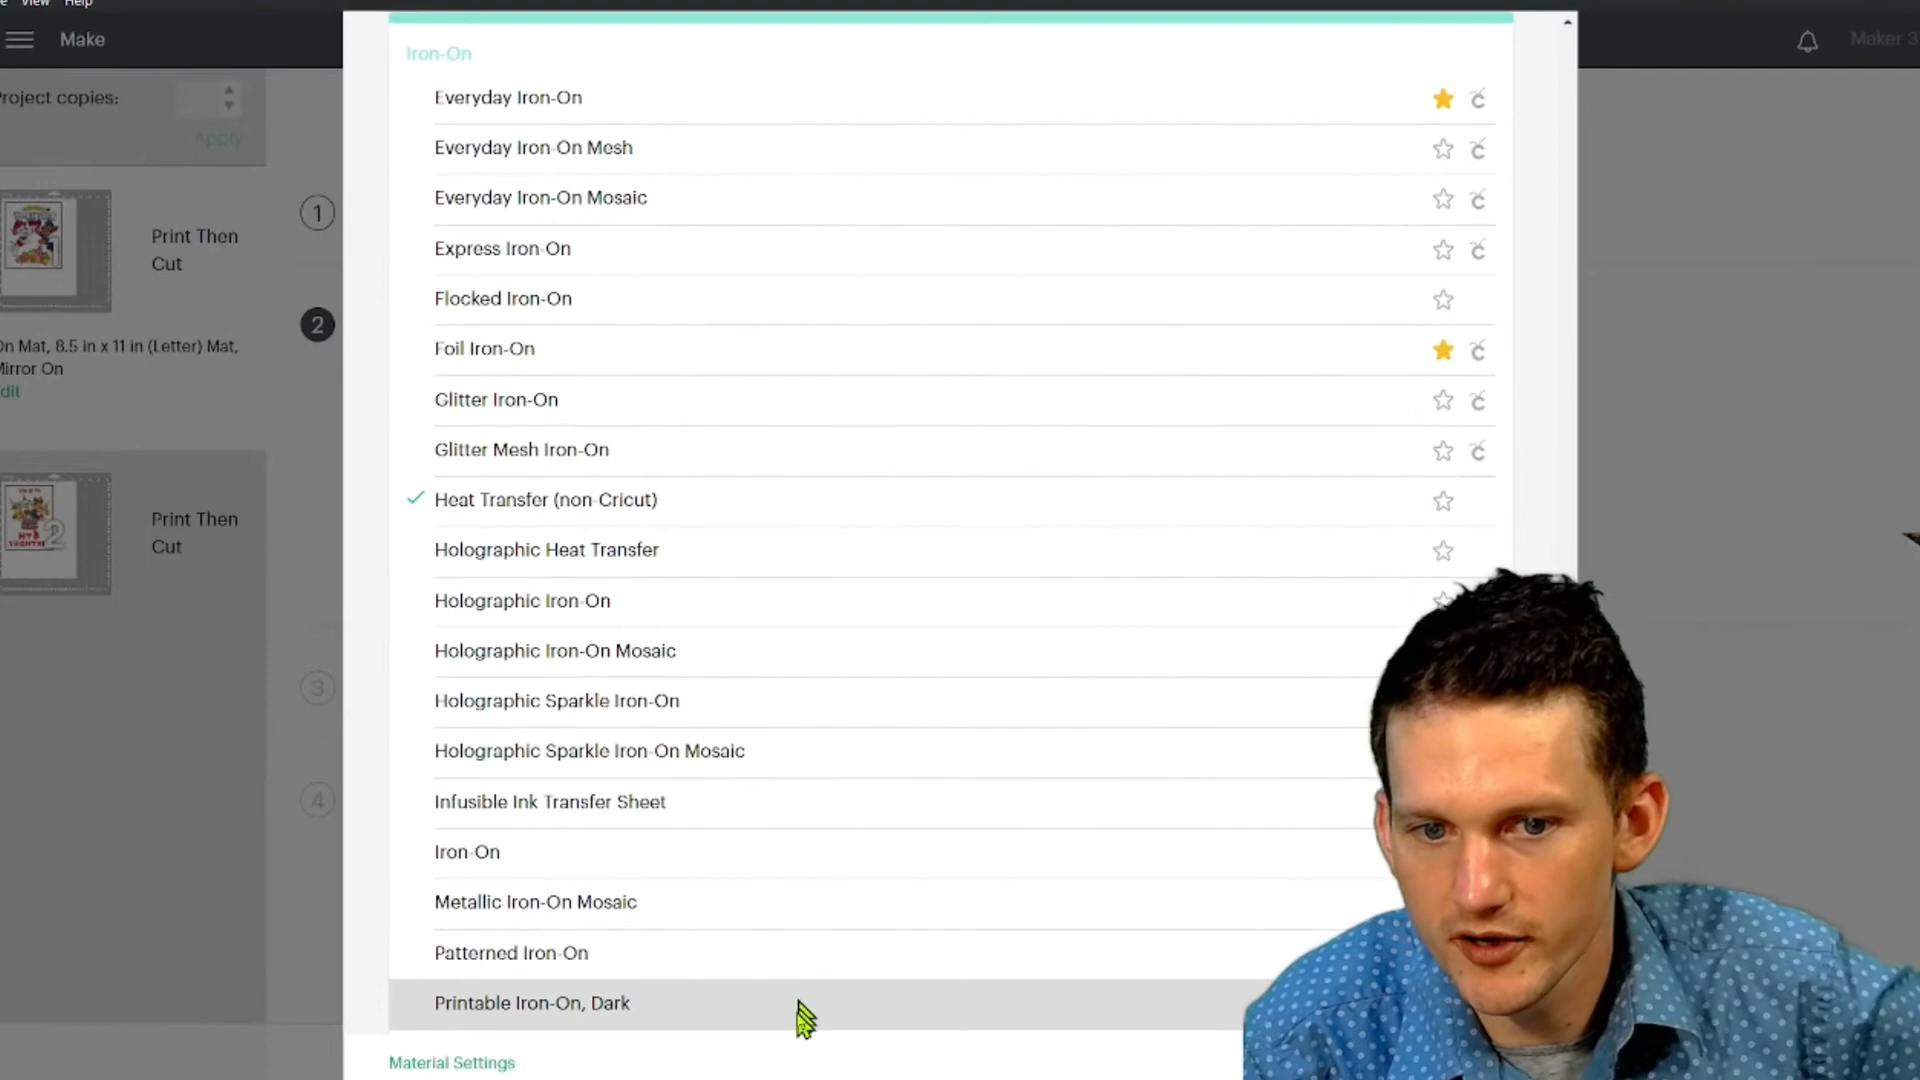 View Help
Make
Maker 3
Project copies:
Apply
1
Print Then
Cut
2
On Mat, 8.5 in x 11 in (Letter) Mat,
Mirror On
Edit
2
Print Then
Cut
3
4
Iron-On
Everyday Iron-On
Everyday Iron-On Mesh
Everyday Iron-On Mosaic
Express Iron-On
Flocked Iron-On
Foil Iron-On
Glitter Iron-On
Glitter Mesh Iron-On
Heat Transfer (non-Cricut)
Holographic Heat Transfer
Holographic Iron-On
Holographic Iron-On Mosaic
Holographic Sparkle Iron-On
Holographic Sparkle Iron-On Mosaic
Infusible Ink Transfer Sheet
Iron-On
Metallic Iron-On Mosaic
Patterned Iron-On
Printable Iron-On, Dark
Material Settings